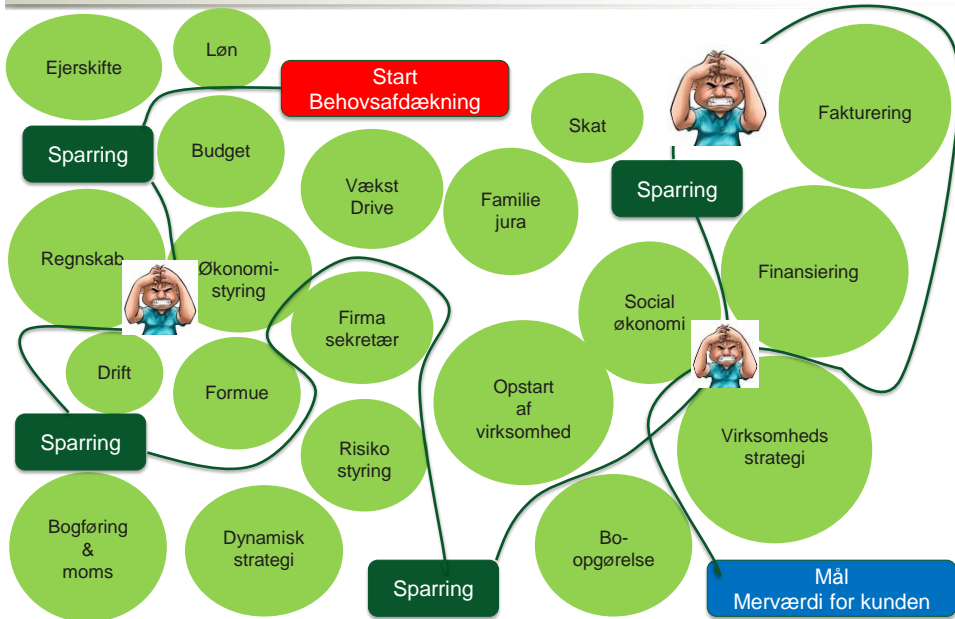 Ejerskifte
Løn
Start
Behovsafdækning
Skat
Fakturering
Sparring
Budget
Vækst
Drive
Familie
jura
Sparring
Regnskab
Økonomi-
styring
Firma
sekretær
Social
økonomi
Finansiering
Drift
Formue
Opstart
af
virksomhed
Sparring
Risiko
styring
Virksomheds
strategi
Bogføring
&
moms
Dynamisk
strategi
Sparring
Bo-
opgørelse
Mål
Merværdi for kunden